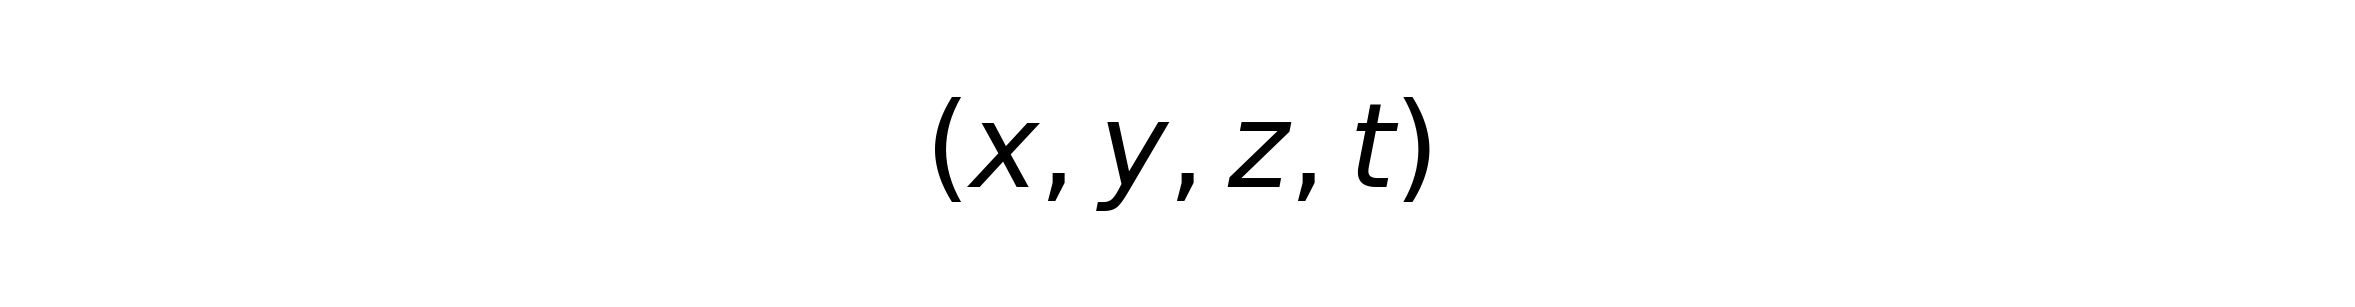 (x, y, z, t)